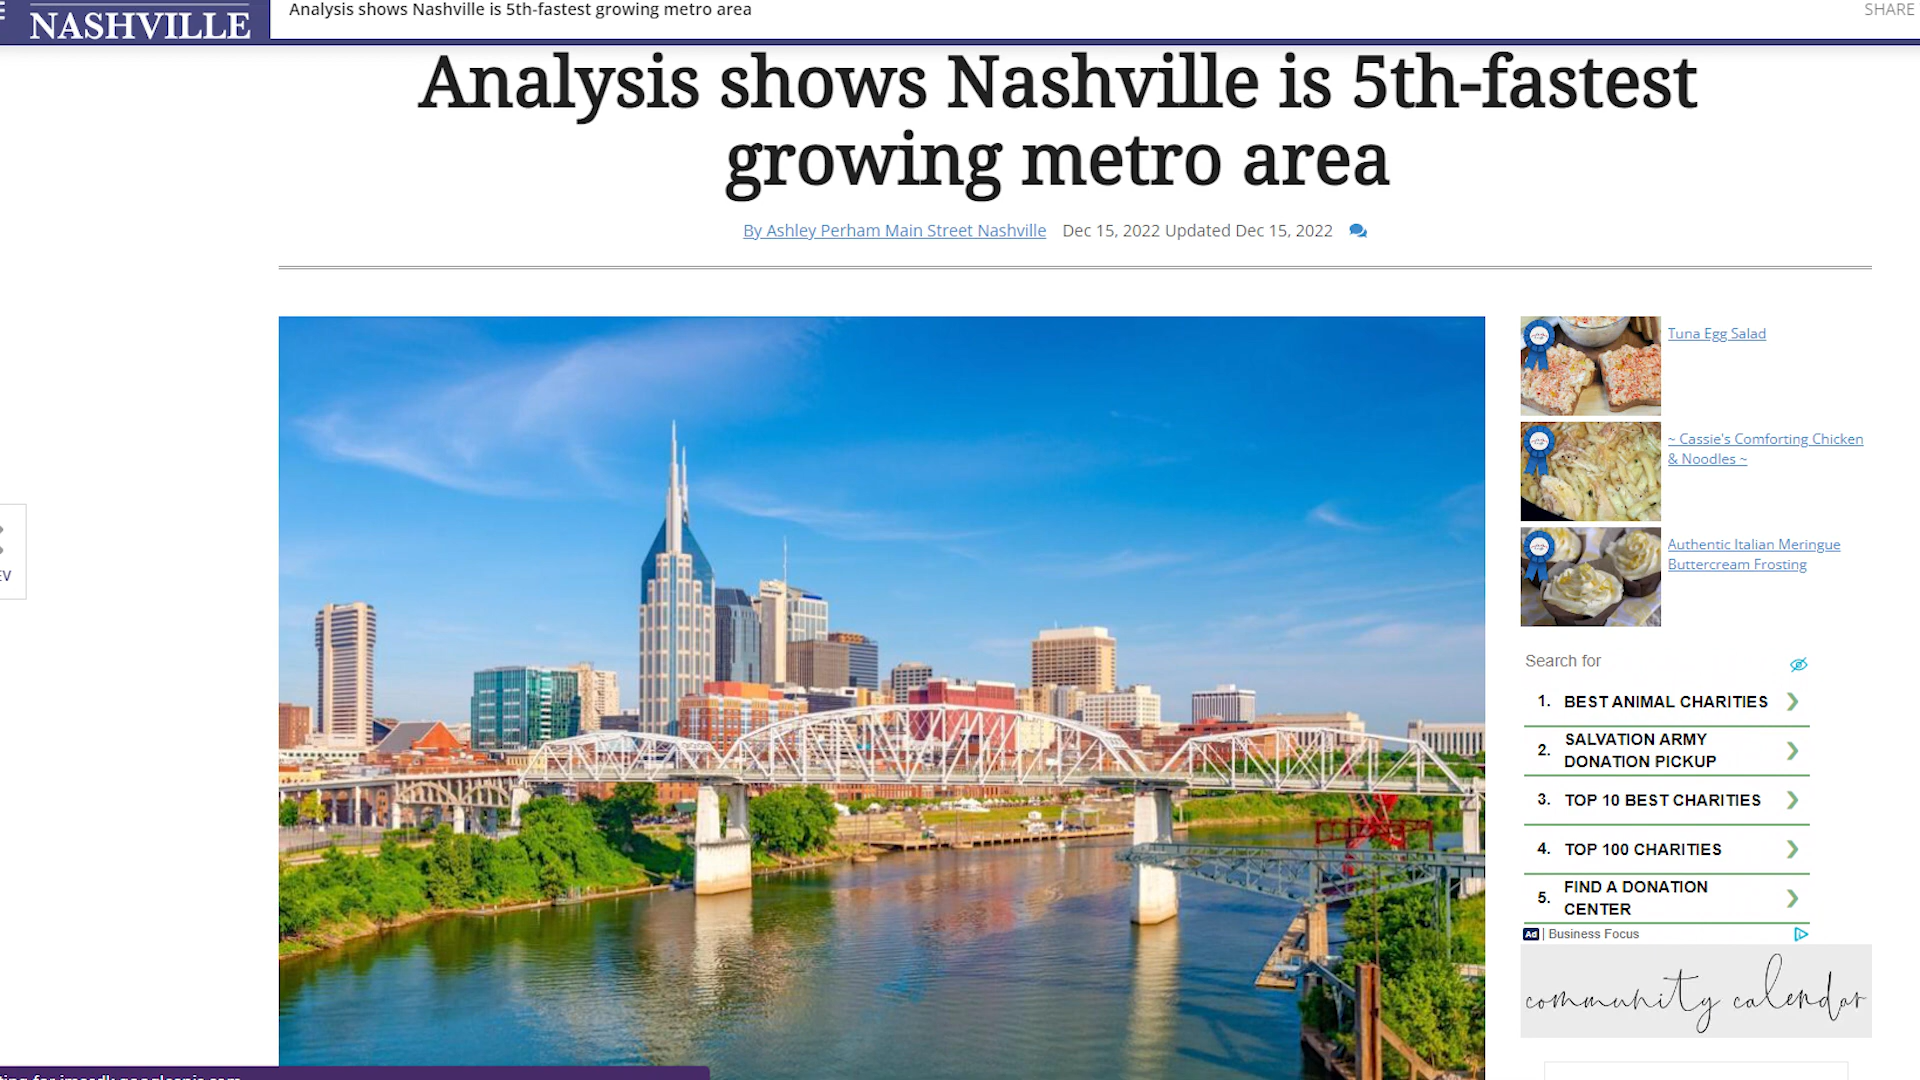 NASHVILLE
Analysis shows Nashville is 5th-fastest growing metro area
SHARE
Analysis shows Nashville is 5th-fastest
growing metro area
By Ashley Perham Main Street Nashville Dec 15, 2022 Updated Dec 15, 2022
Tuna Egg Salad
~ Cassie's Comforting Chicken
& Noodles ~
Authentic Italian Meringue
Buttercream Frosting
EV
Search for
1. BEST ANIMAL CHARITIES
2. SALVATION ARMY
DONATION PICKUP
3. TOP 10 BEST CHARITIES
4. TOP 100 CHARITIES
5. FIND A DONATION
CENTER
Ad | Business Focus
community calendar